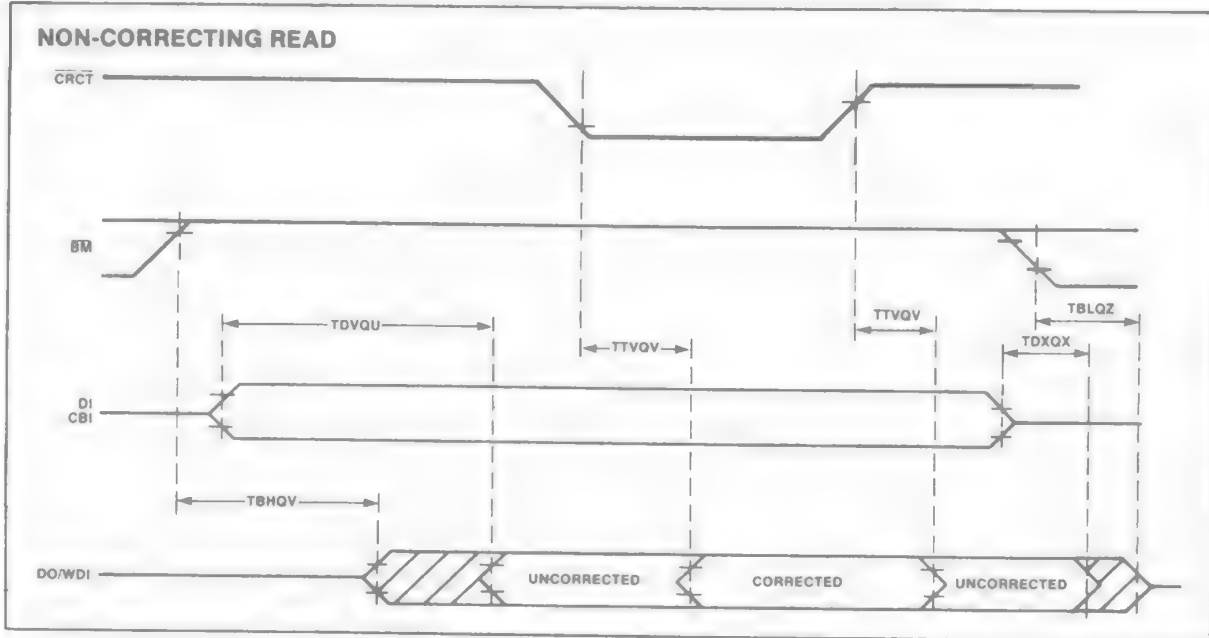 NON-CORRECTING READ
CRCT
BM
TDVQU
TTVQV
TTVQV
TBLQZ
TDXQX
DI
CBI
TBHQV
DO/WDI
UNCORRECTED
CORRECTED
UNCORRECTED